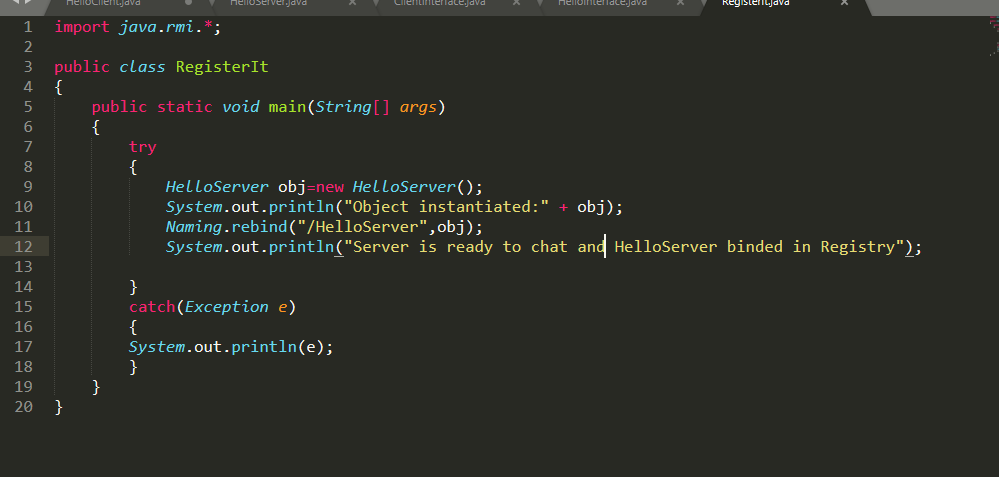 HelloClient.java HelloServer.java ClientInterface.java HelloInterface.java RegisterIt.java
1 import java.rmi.*;
2
3 public class RegisterIt
4 {
5 public static void main(String[] args)
6 {
7 try
8 {
9 HelloServer obj=new HelloServer();
10 System.out.println("Object instantiated:" + obj);
11 Naming.rebind("/HelloServer",obj);
12 System.out.println("Server is ready to chat and HelloServer binded in Registry");
13
14 }
15 catch(Exception e)
16 {
17 System.out.println(e);
18 }
19 }
20 }